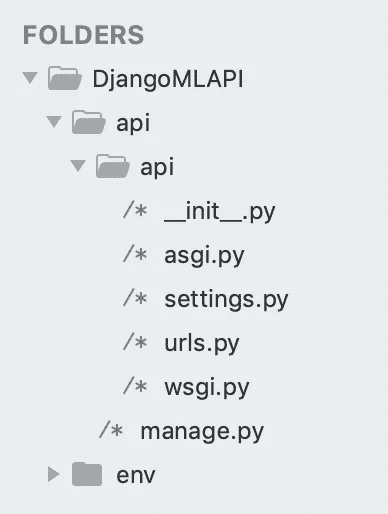 FOLDERS
DjangoMLAPI
api
api
/* __init__.py
/* asgi.py
/* settings.py
/* urls.py
/* wsgi.py
/* manage.py
env